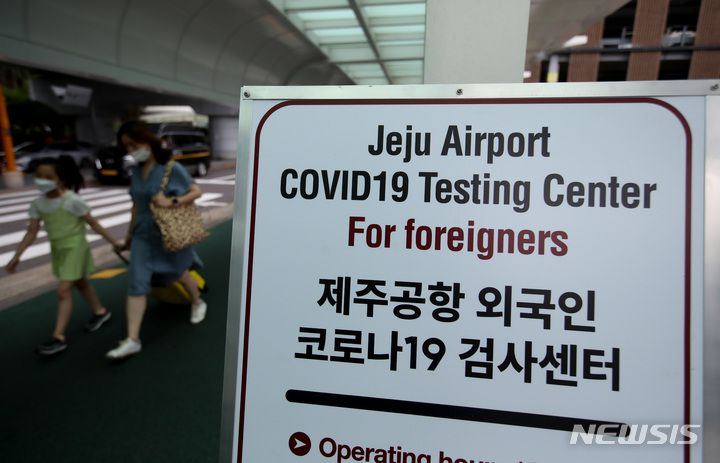 Jeju Airport
COVID19 Testing Center
For foreigners
제주공항 외국인
코로나19 검사센터
Operating
NEWSIS